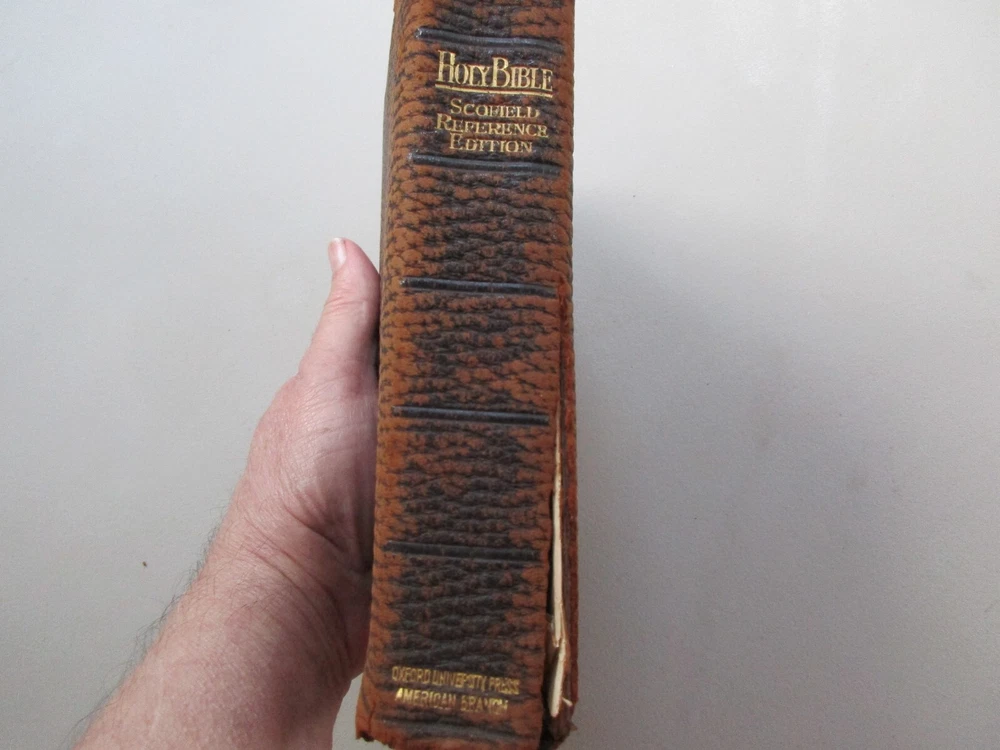 HOLY BIBLE
SCOFIELD
REFERENCE
EDITION
OXFORD UNIVERSITY PRESS
AMERICAN BRANCH